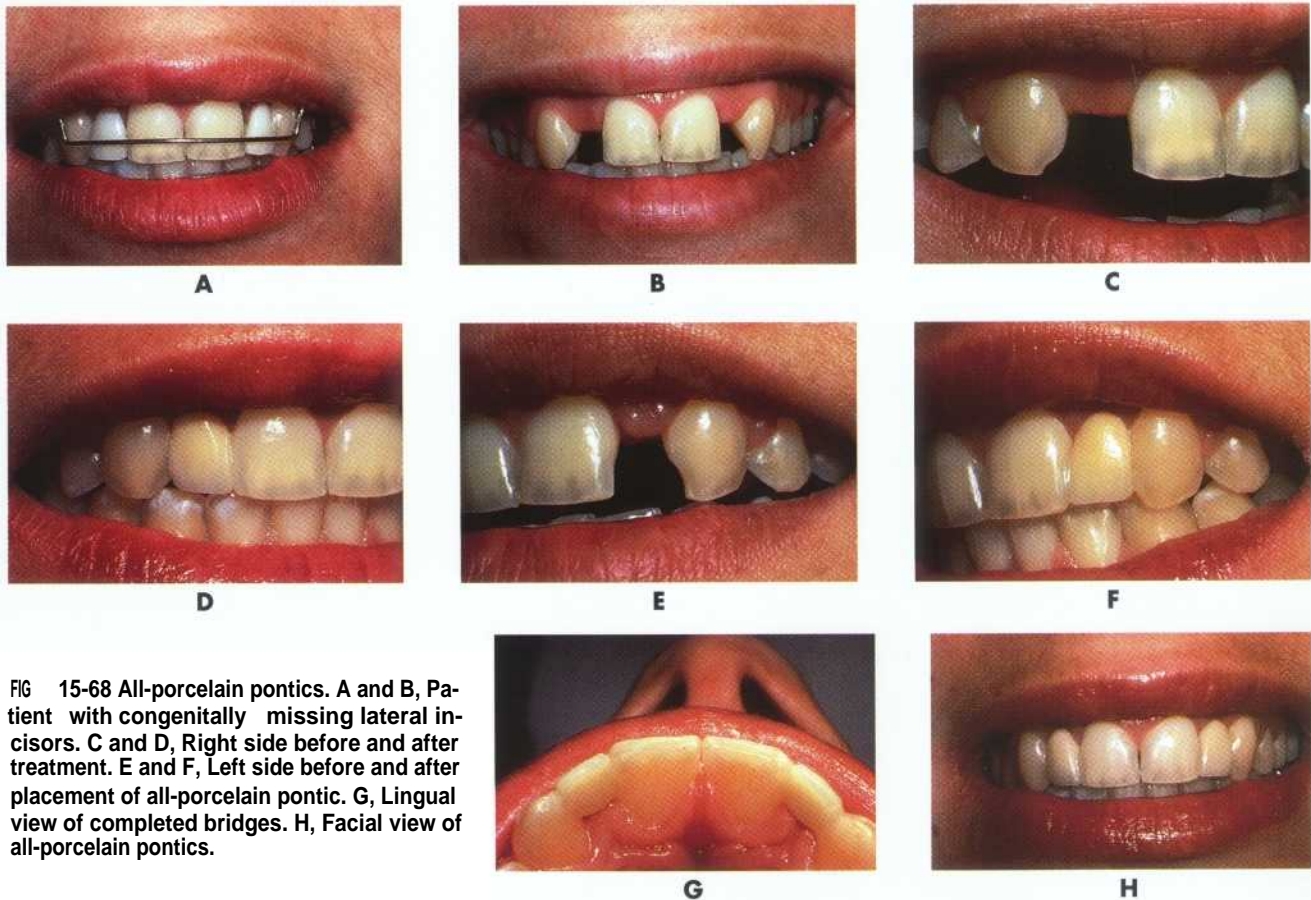 A
B
C
D
E
F
FIG 15-68 All-porcelain pontics. A and B, Pa-
tient with congenitally missing lateral in-
cisors. C and D, Right side before and after
treatment. E and F, Left side before and after
placement of all-porcelain pontic. G, Lingual
view of completed bridges. H, Facial view of
all-porcelain pontics.
G
H